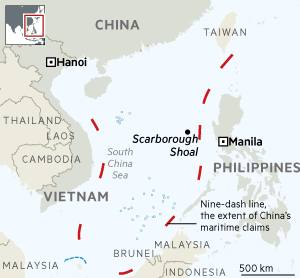 CHINA
TAIWAN
Hanoi
THAILAND
LAOS
Scarborough
Shoal
Manila
South
China
Sea
CAMBODIA
PHILIPPINES
VIETNAM
Nine-dash line,
the extent of China's
maritime claims
MALAYSIA
BRUNEI
MALAYSIA
INDONESIA
500 km